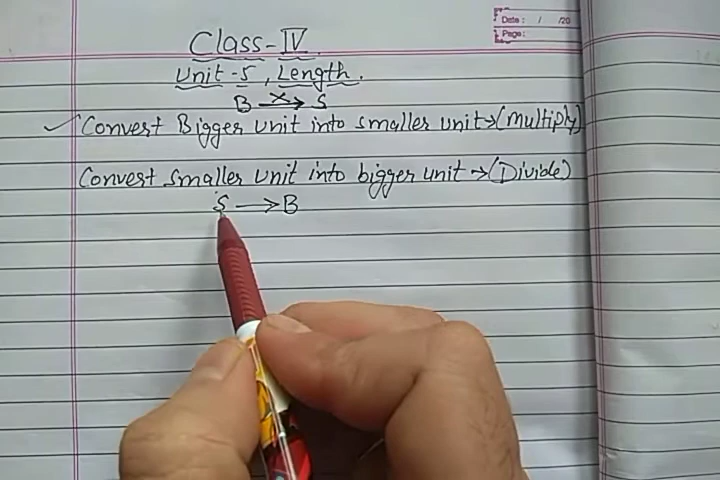 Date : / /20
Page:
Class-IV.
Unit-5, Length.
B x→ S
✓ Convert Bigger unit into smaller unit→(Multiply)
Convert smaller unit into bigger unit→(Divide)
S → B